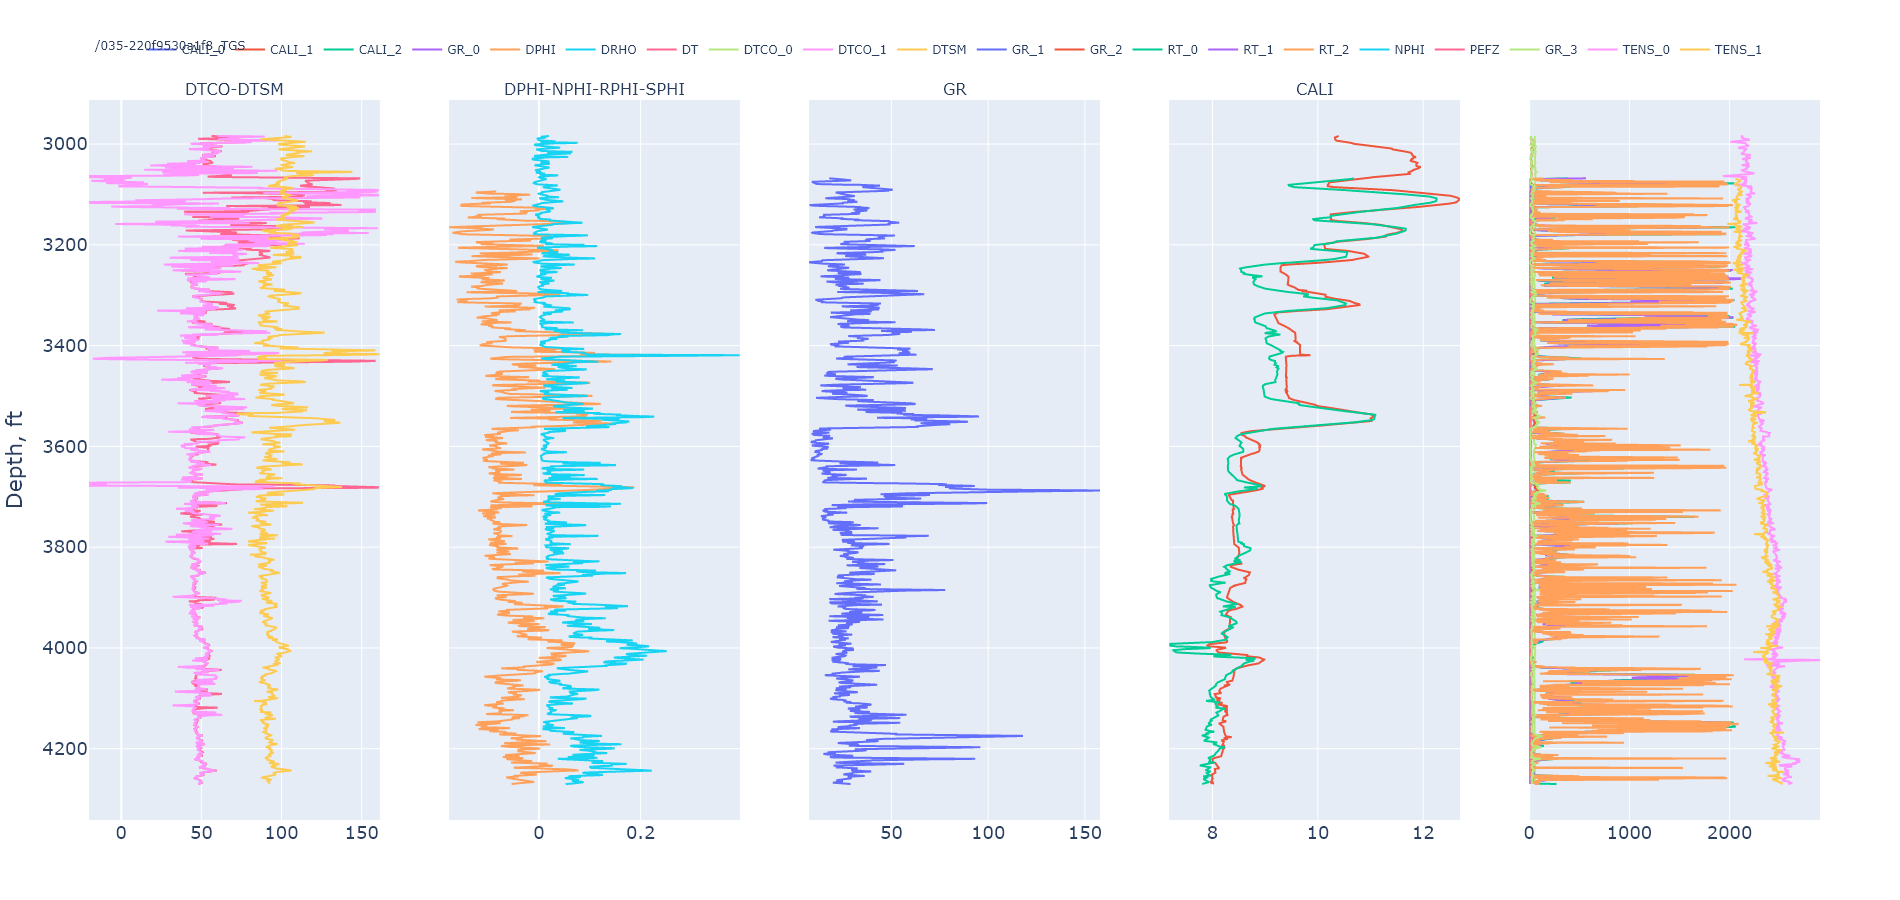 /035-220f9530a1f8_TGS
CALI_0 CALI_1 CALI_2 GR_0 DPHI DRHO DT DTCO_0 DTCO_1 DTSM GR_1 GR_2 RT_0 RT_1 RT_2 NPHI PEFZ GR_3 TENS_0 TENS_1
DTCO-DTSM DPHI-NPHI-RPHI-SPHI GR CALI
Depth, ft
3000
3200
3400
3600
3800
4000
4200
0 50 100 150 0 0.2 50 100 150 8 10 12 0 1000 2000